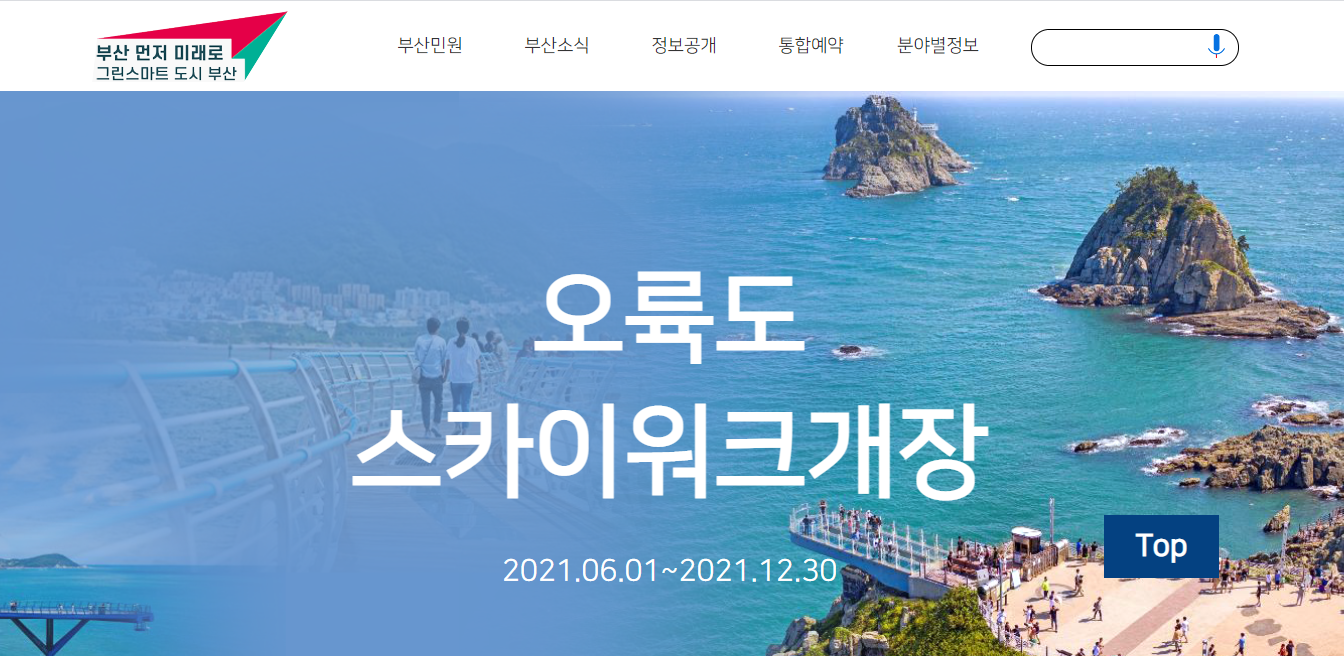 부산 먼저 미래로
그린스마트 도시 부산
부산민원 부산소식 정보공개 통합예약 분야별정보
오륙도
스카이워크개장
2021.06.01~2021.12.30
Top